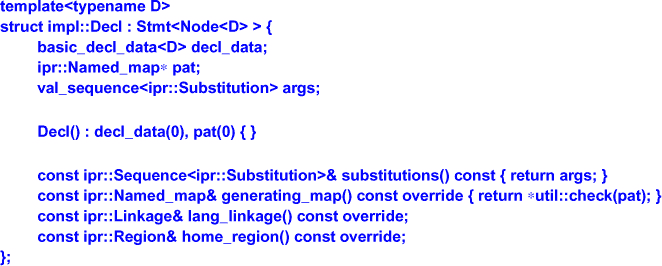 template<typename D>
struct impl::Decl : Stmt<Node<D> > {
basic_decl_data<D> decl_data;
ipr::Named_map* pat;
val_sequence<ipr::Substitution> args;
Decl() : decl_data(0), pat(0) { }
const ipr::Sequence<ipr::Substitution>& substitutions() const { return args; }
const ipr::Named_map& generating_map() const override { return *util::check(pat); }
const ipr::Linkage& lang_linkage() const override;
const ipr::Region& home_region() const override;
};